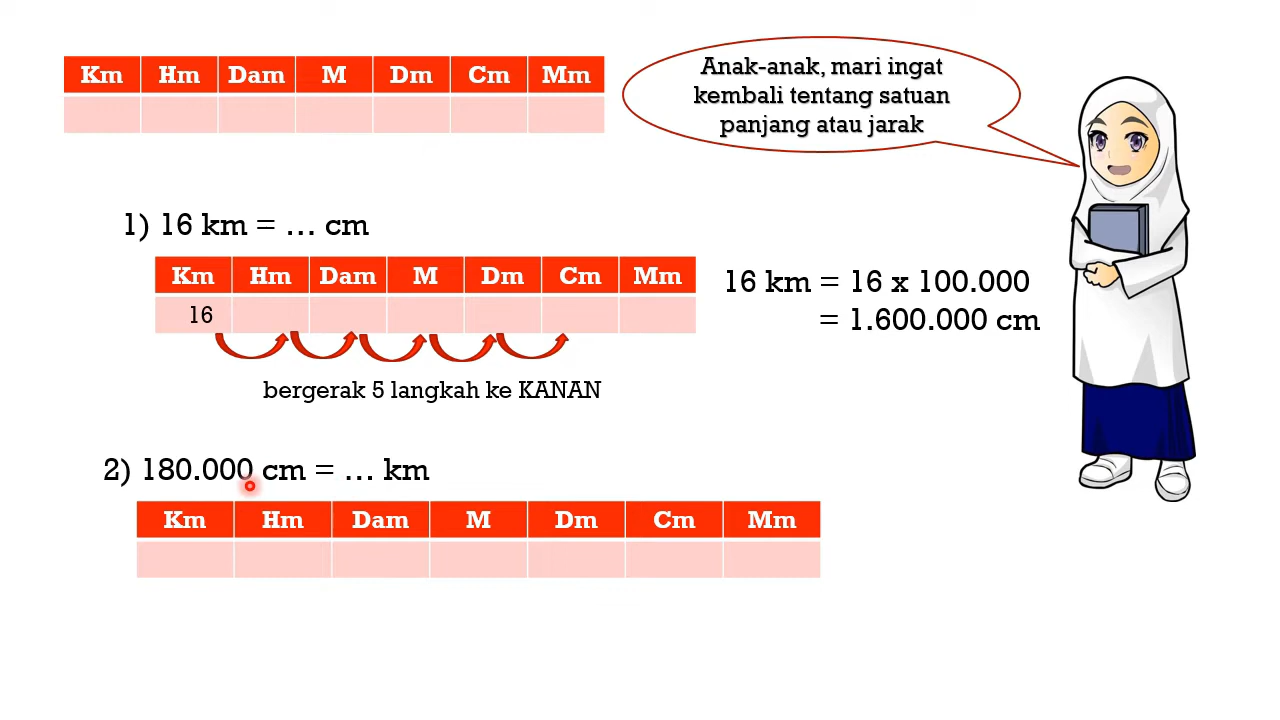 Km Hm Dam M Dm Cm Mm
Anak-anak, mari ingat
kembali tentang satuan
panjang atau jarak
1) 16 km = ... cm
Km Hm Dam M Dm Cm Mm
16
bergerak 5 langkah ke KANAN
16 km = 16 x 100.000
= 1.600.000 cm
2) 180.000 cm = ... km
Km Hm Dam M Dm Cm Mm